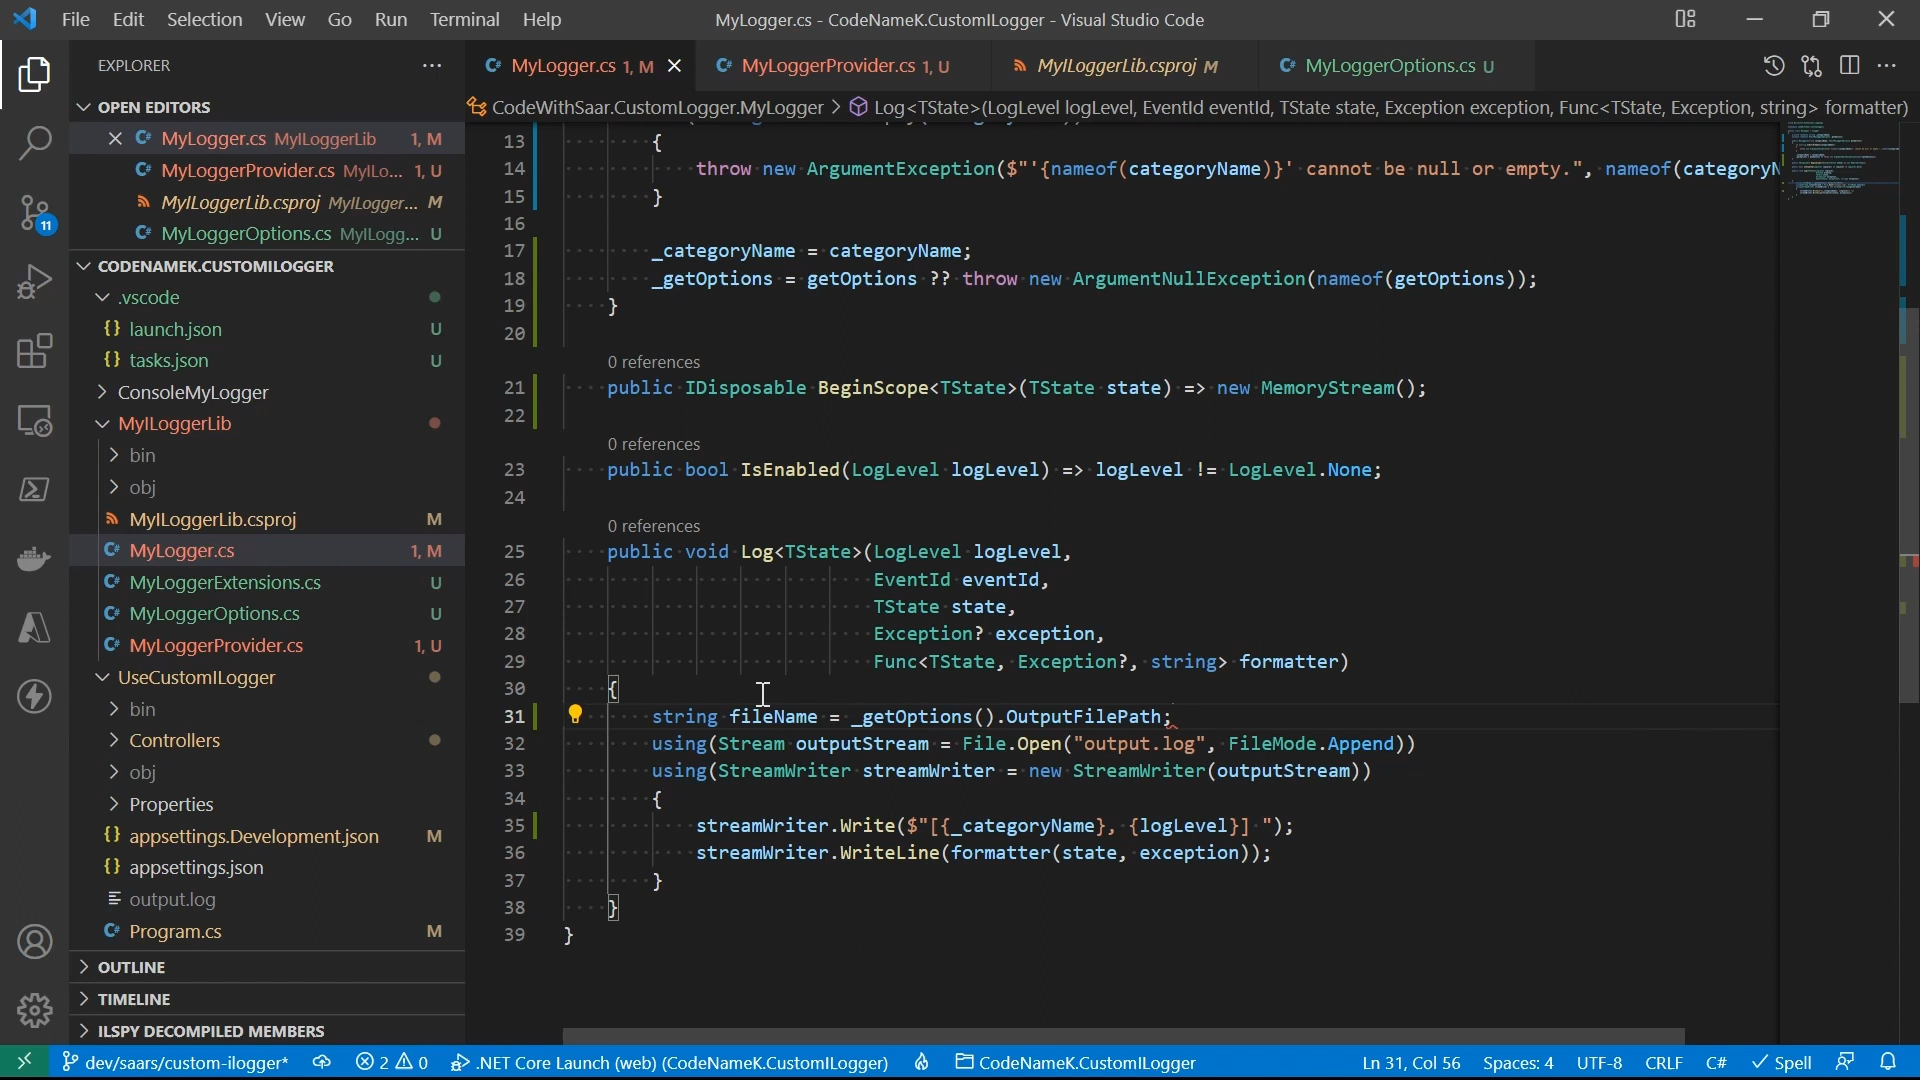 File Edit Selection View Go Run Terminal Help
MyLogger.cs - CodeNameK.CustomILogger - Visual Studio Code
EXPLORER
MyLogger.cs 1, M
MyLoggerProvider.cs 1, U
MyILoggerLib.csproj M
MyLoggerOptions.cs U
CodeWithSaar.CustomLogger.MyLogger > Log<TState>(LogLevel logLevel, EventId eventId, TState state, Exception exception, Func<TState, Exception, string> formatter)
OPEN EDITORS
MyLogger.cs MyILoggerLib 1, M
MyLoggerProvider.cs MyILo... 1, U
MyILoggerLib.csproj MyILogger... M
MyLoggerOptions.cs MyILogg... U
CODENAMEK.CUSTOMILOGGER
.vscode
launch.json U
tasks.json U
ConsoleMyLogger
MyILoggerLib
bin
obj
MyILoggerLib.csproj M
MyLogger.cs 1, M
MyLoggerExtensions.cs U
MyLoggerOptions.cs U
MyLoggerProvider.cs 1, U
UseCustomILogger
bin
Controllers
obj
Properties
appsettings.Development.json M
appsettings.json
output.log
Program.cs M
OUTLINE
TIMELINE
ILSPY DECOMPILED MEMBERS
11
13 {
14 throw new ArgumentException($"'{nameof(categoryName)}' cannot be null or empty.", nameof(categoryN
15 }
16
17 _categoryName = categoryName;
18 _getOptions = getOptions ?? throw new ArgumentNullException(nameof(getOptions));
19 }
20
0 references
21 public IDisposable BeginScope<TState>(TState state) => new MemoryStream();
22
0 references
23 public bool IsEnabled(LogLevel logLevel) => logLevel != LogLevel.None;
24
0 references
25 public void Log<TState>(LogLevel logLevel,
26 EventId eventId,
27 TState state,
28 Exception? exception,
29 Func<TState, Exception?, string> formatter)
30 {
31 string fileName = _getOptions().OutputFilePath;
32 using(Stream outputStream = File.Open("output.log", FileMode.Append))
33 using(StreamWriter streamWriter = new StreamWriter(outputStream))
34 {
35 streamWriter.Write($"[{_categoryName}, {logLevel}] ");
36 streamWriter.WriteLine(formatter(state, exception));
37 }
38 }
39 }
dev/saars/custom-ilogger* 2 0 .NET Core Launch (web) (CodeNameK.CustomILogger) CodeNameK.CustomILogger Ln 31, Col 56 Spaces: 4 UTF-8 CRLF C# Spell